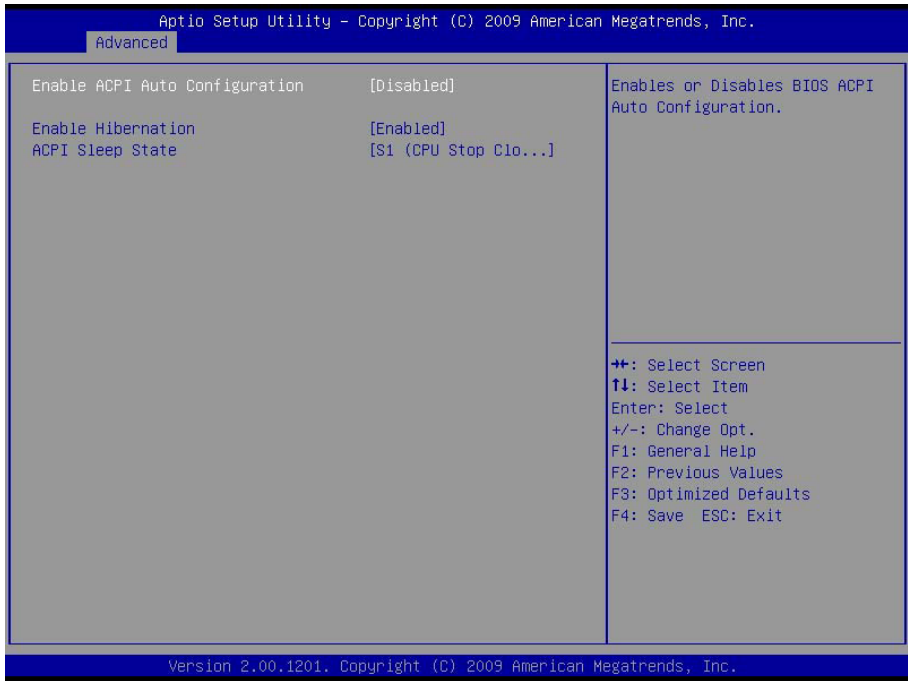 Aptio Setup Utility – Copyright (C) 2009 American Megatrends, Inc.
Advanced
Enable ACPI Auto Configuration [Disabled]
Enable Hibernation [Enabled]
ACPI Sleep State [S1 (CPU Stop Clo...]
Enables or Disables BIOS ACPI
Auto Configuration.
→←: Select Screen
↑↓: Select Item
Enter: Select
+/-: Change Opt.
F1: General Help
F2: Previous Values
F3: Optimized Defaults
F4: Save ESC: Exit
Version 2.00.1201. Copyright (C) 2009 American Megatrends, Inc.